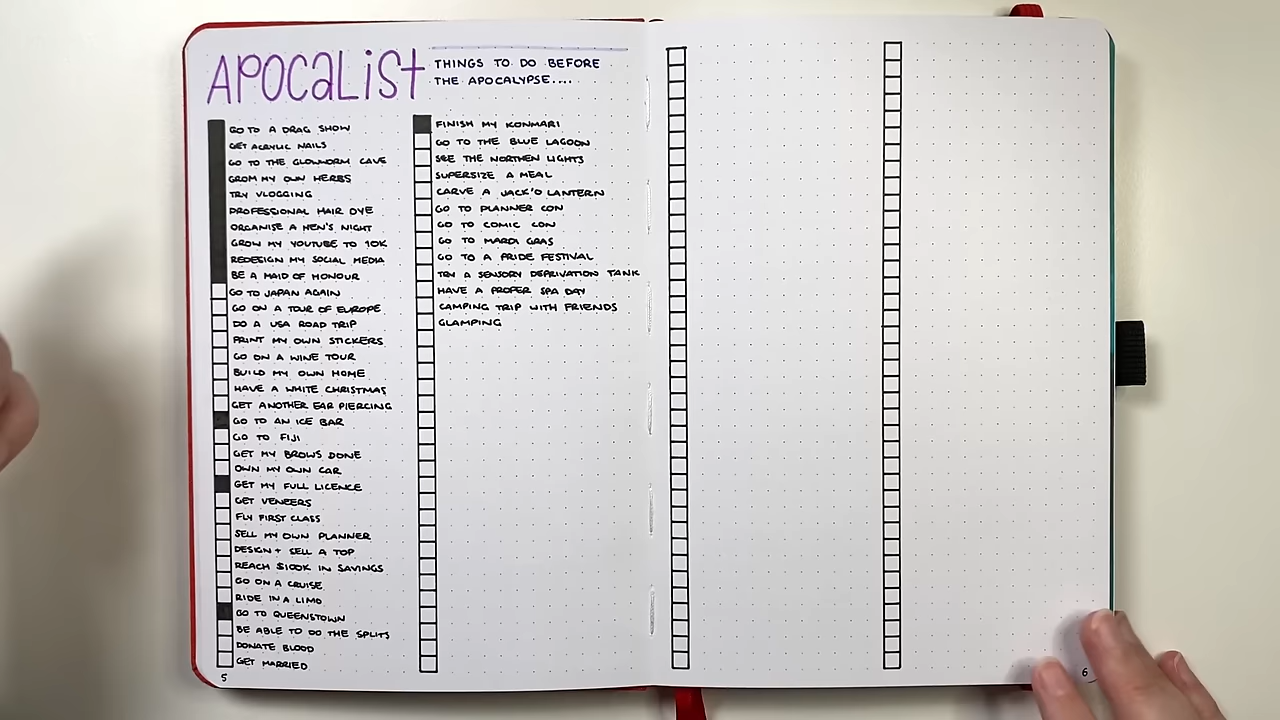 APOCALIST
THINGS TO DO BEFORE
THE APOCALYPSE....
GO TO A DRAG SHOW
GET ACRYLIC NAILS
GO TO THE GLOWWORM CAVE
GROW MY OWN HERBS
TRY VLOGGING
PROFESSIONAL HAIR DYE
ORGANISE A HEN'S NIGHT
GROW MY YOUTUBE TO 10K
REDESIGN MY SOCIAL MEDIA
BE A MAID OF HONOUR
GO TO JAPAN AGAIN
GO ON A TOUR OF EUROPE
DO A USA ROAD TRIP
PRINT MY OWN STICKERS
GO ON A WINE TOUR
BUILD MY OWN HOME
HAVE A WHITE CHRISTMAS
GET ANOTHER EAR PIERCING
GO TO AN ICE BAR
GO TO FIJI
GET MY BROWS DONE
OWN MY OWN CAR
GET MY FULL LICENCE
GET VENEERS
FLY FIRST CLASS
SELL MY OWN PLANNER
DESIGN + SELL A TOP
REACH $100K IN SAVINGS
GO ON A CRUISE
RIDE IN A LIMO
GO TO QUEENSTOWN
BE ABLE TO DO THE SPLITS
DONATE BLOOD
GET MARRIED
5
FINISH MY KONMARI
GO TO THE BLUE LAGOON
SEE THE NORTHEN LIGHTS
SUPERSIZE A MEAL
CARVE A JACK'O LANTERN
GO TO PLANNER CON
GO TO COMIC CON
GO TO MARDI GRAS
GO TO A PRIDE FESTIVAL
TRY A SENSORY DEPRIVATION TANK
HAVE A PROPER SPA DAY
CAMPING TRIP WITH FRIENDS
GLAMPING
6